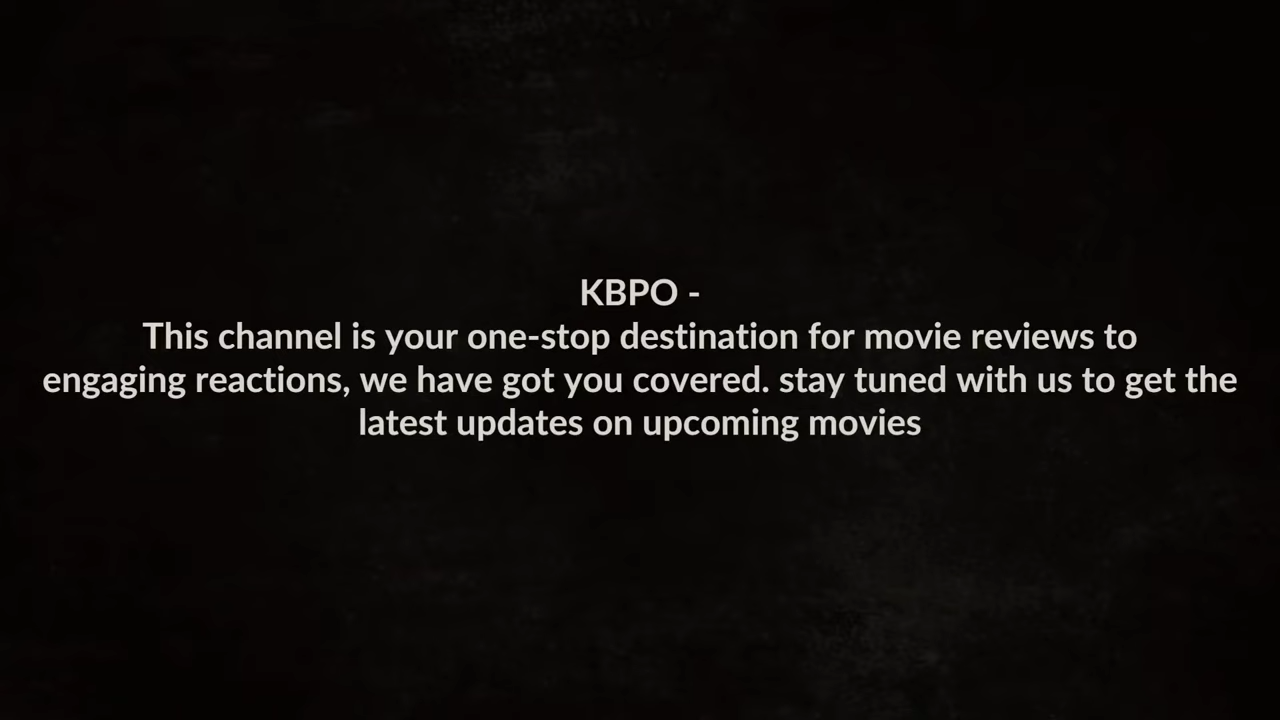 KBPO -
This channel is your one-stop destination for movie reviews to
engaging reactions, we have got you covered. stay tuned with us to get the
latest updates on upcoming movies